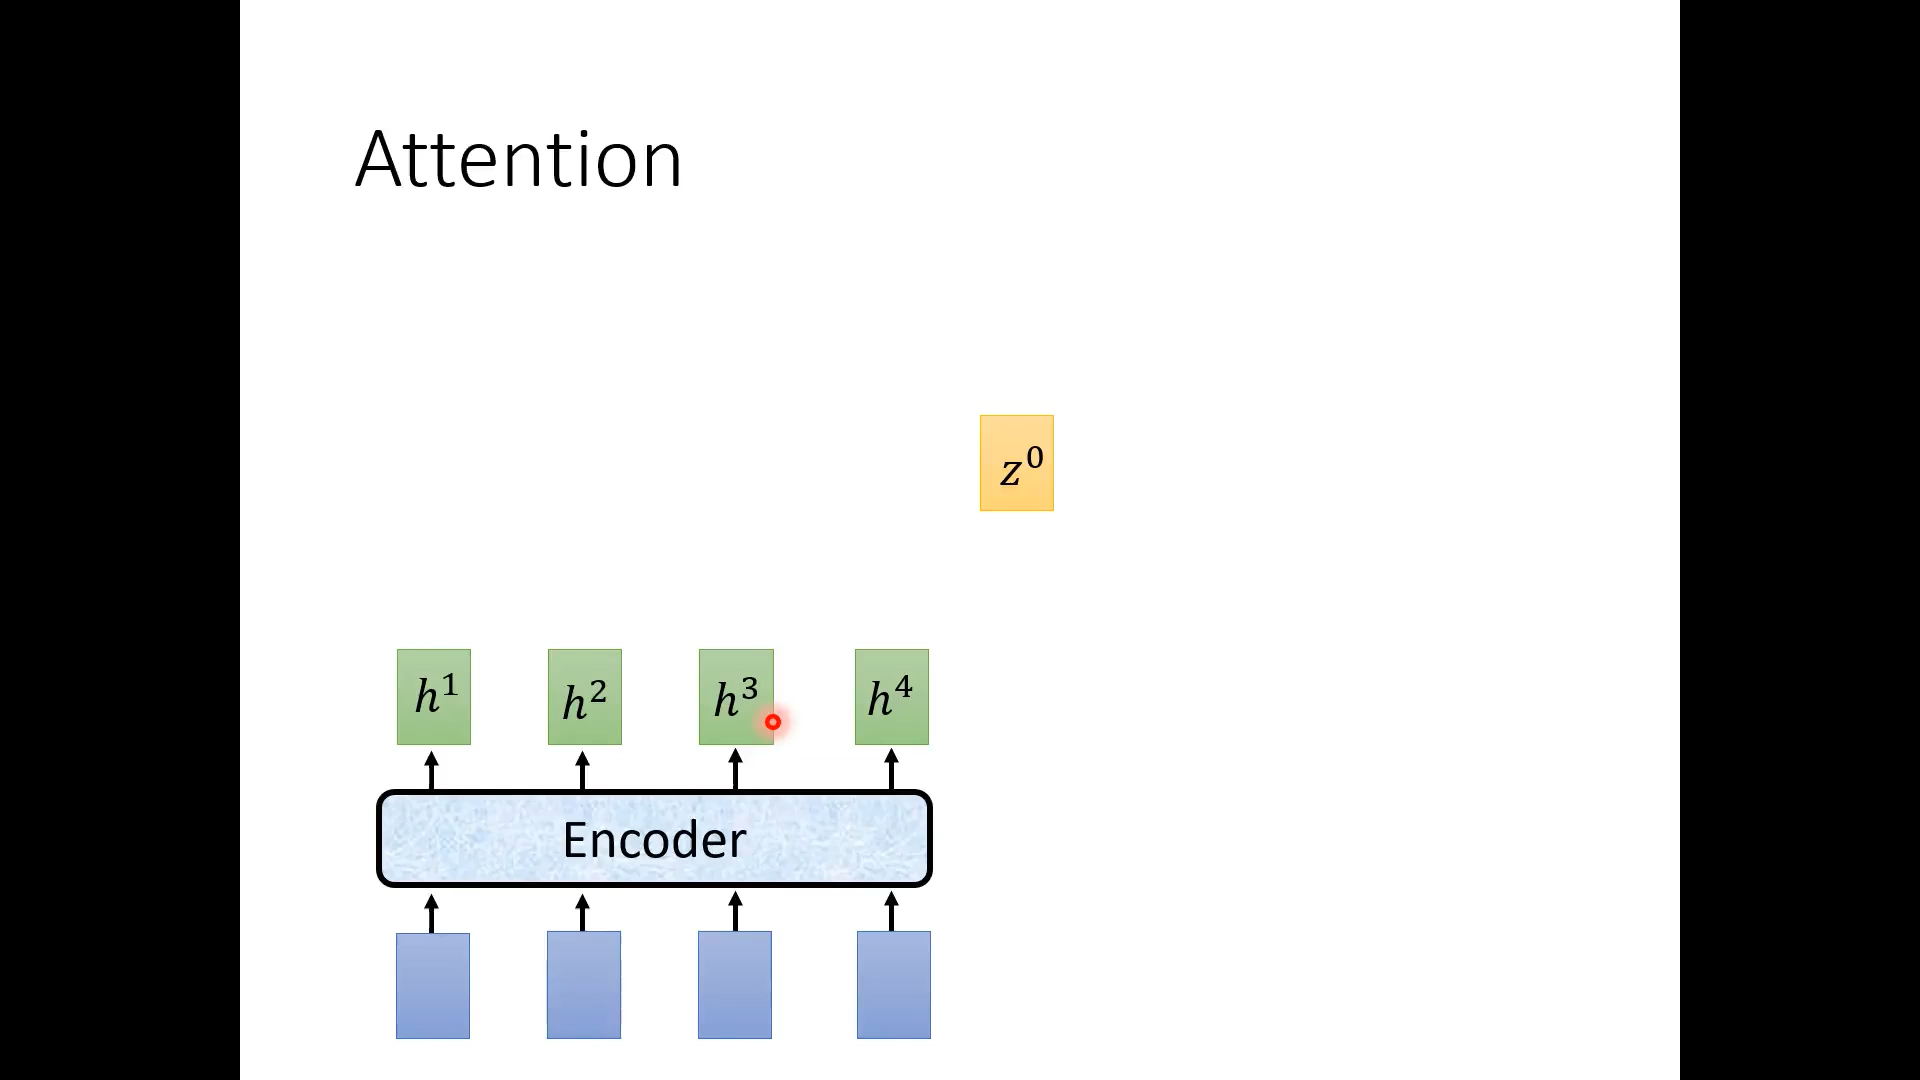 Attention
z⁰
h¹ h² h³ h⁴
Encoder